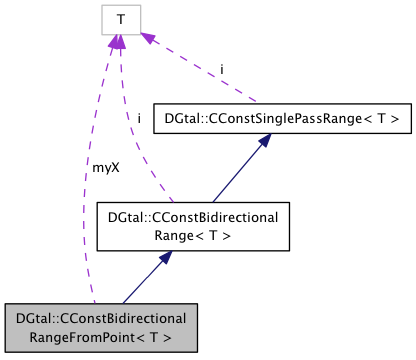 T
i
DGtal::CConstSinglePassRange< T >
i
myX
DGtal::CConstBidirectional
Range< T >
DGtal::CConstBidirectional
RangeFromPoint< T >